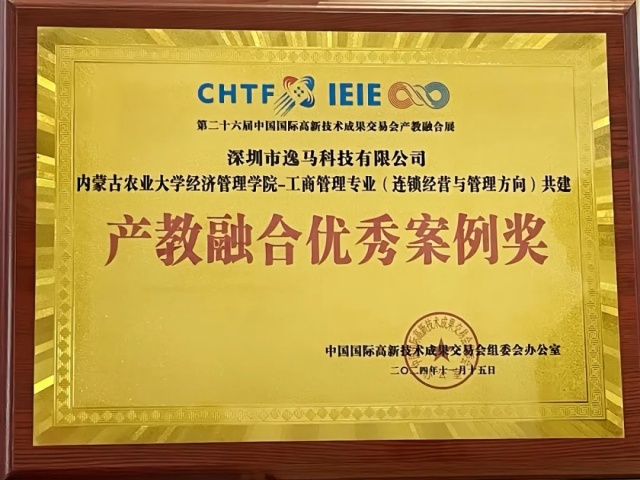 CHTF IEIE
第二十六届中国国际高新技术成果交易会产教融合展
深圳市逸马科技有限公司
内蒙古农业大学经济管理学院-工商管理专业（连锁经营与管理方向）共建
产教融合优秀案例奖
中国国际高新技术成果交易会组委会办公室
二〇二四年十一月十五日
办公室